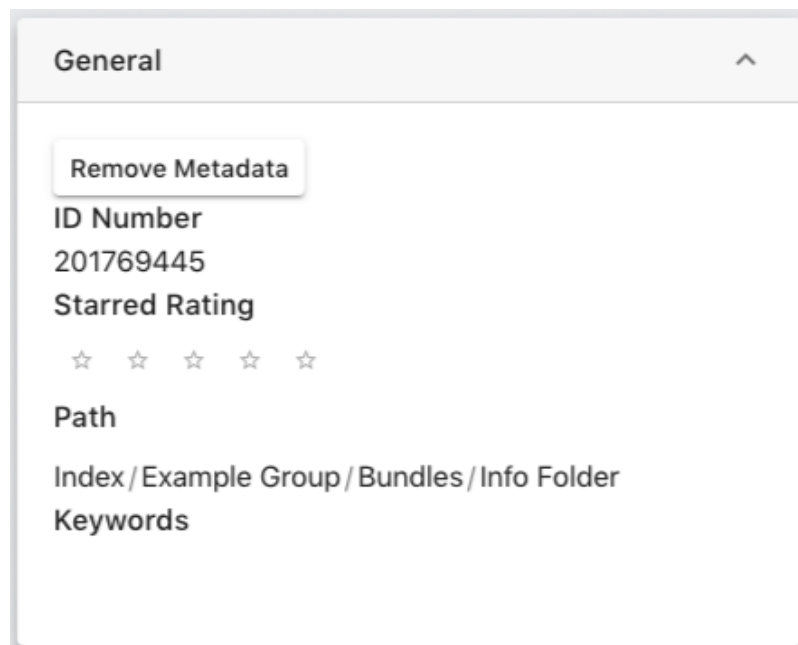 General
Remove Metadata
ID Number
201769445
Starred Rating
Path
Index/Example Group/Bundles/Info Folder
Keywords